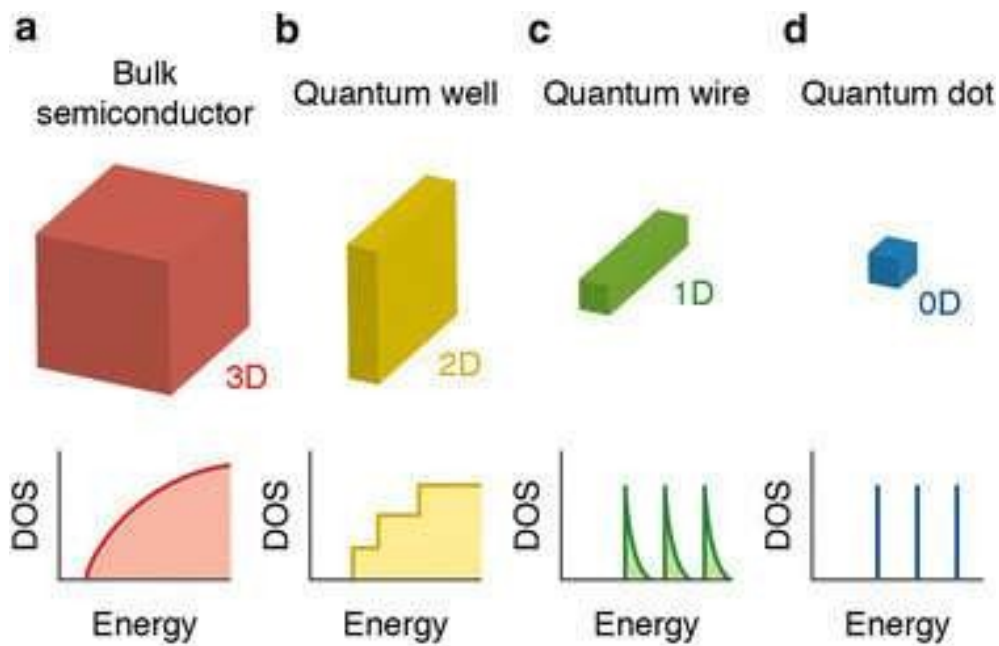 a
Bulk
semiconductor
3D
DOS
Energy
b
Quantum well
2D
DOS
Energy
c
Quantum wire
1D
DOS
Energy
d
Quantum dot
0D
DOS
Energy